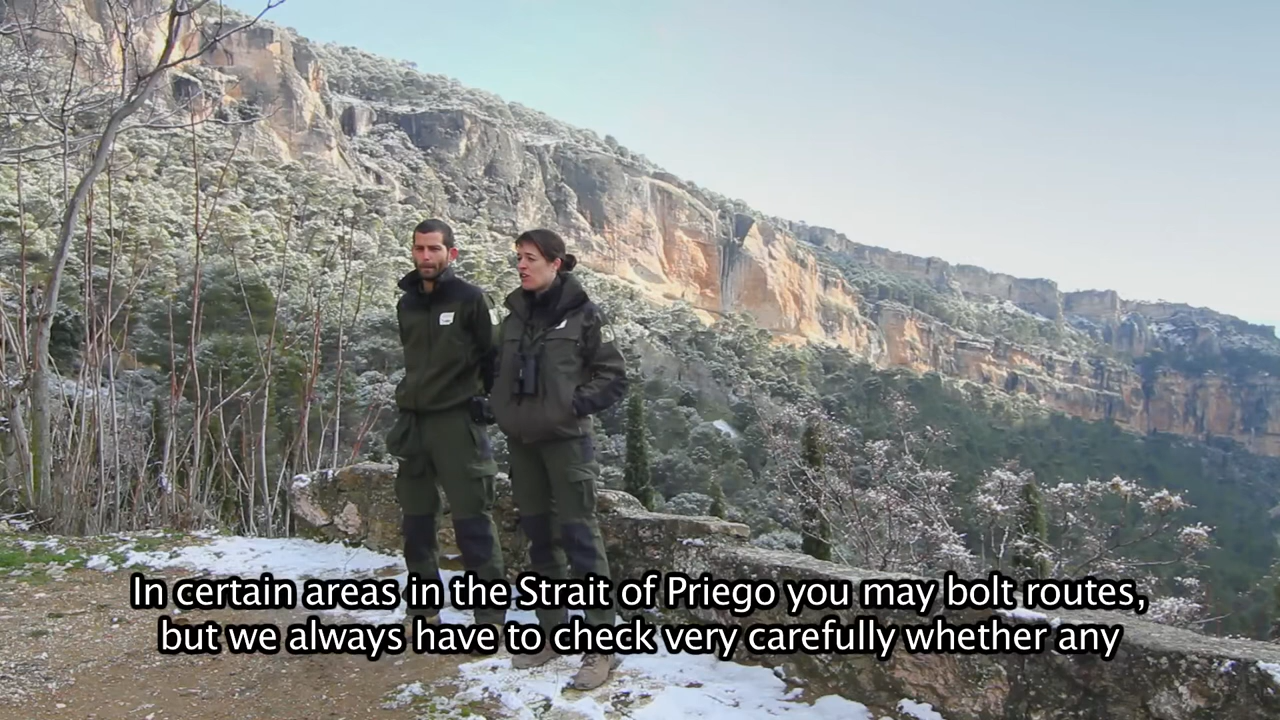 In certain areas in the Strait of Priego you may bolt routes,
but we always have to check very carefully whether any